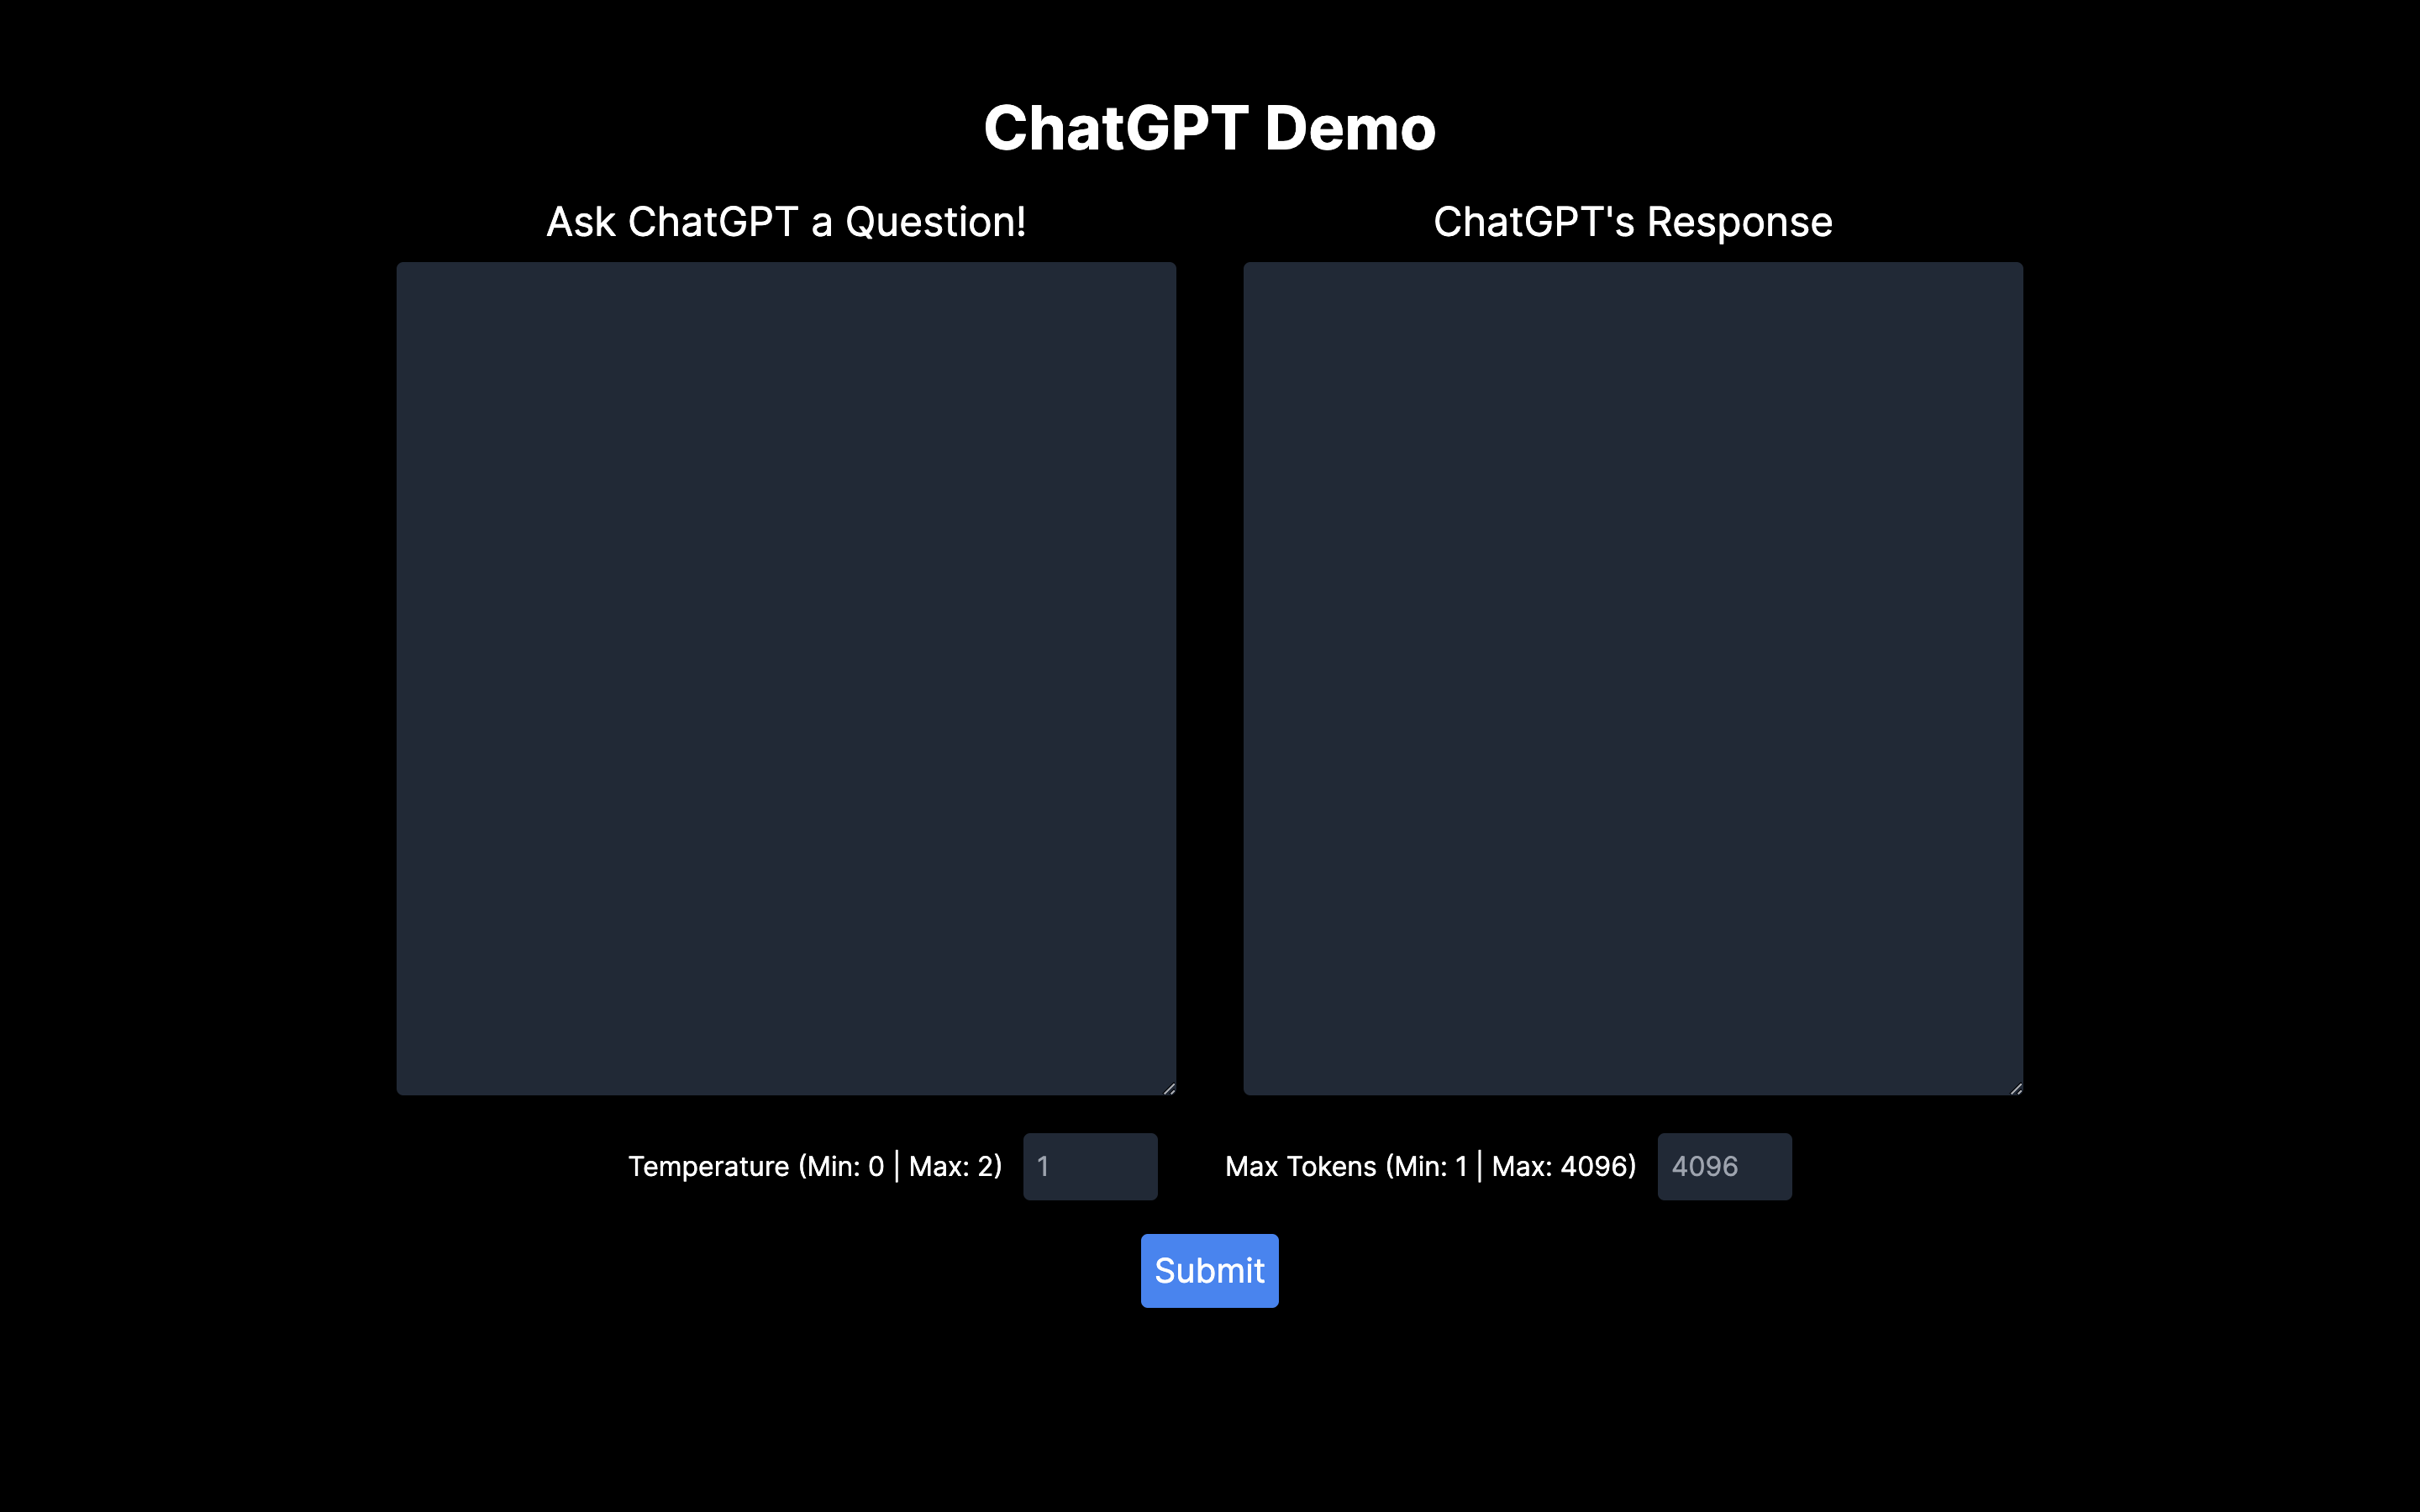 ChatGPT Demo
Ask ChatGPT a Question!
ChatGPT's Response
Temperature (Min: 0 | Max: 2) 1
Max Tokens (Min: 1 | Max: 4096) 4096
Submit